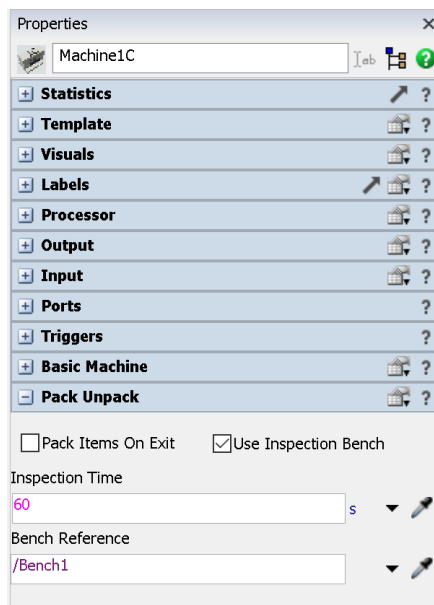 Properties
Machine1C
Statistics ?
Template ?
Visuals ?
Labels ?
Processor ?
Output ?
Input ?
Ports ?
Triggers ?
Basic Machine ?
Pack Unpack ?
Pack Items On Exit Use Inspection Bench
Inspection Time
60 s
Bench Reference
/Bench1